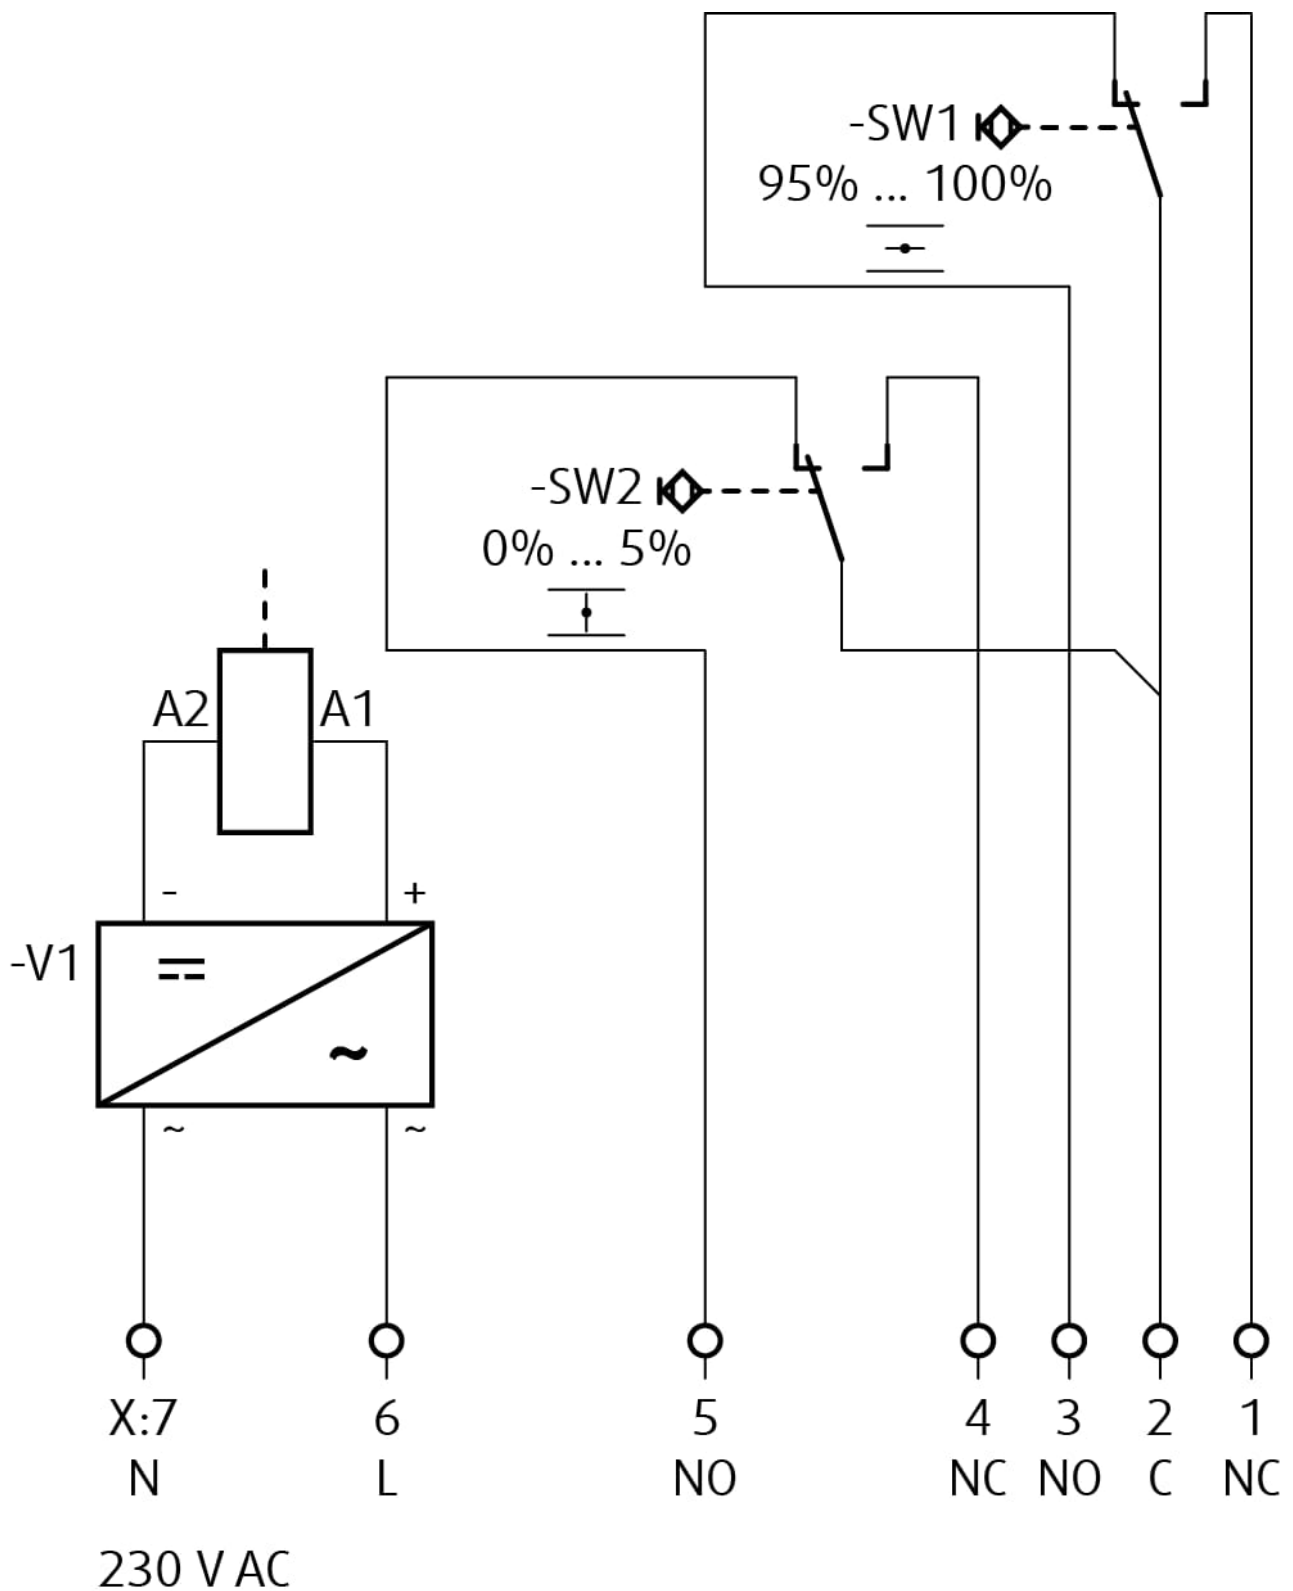 -SW1
95% ... 100%
-SW2
0% ... 5%
A2 A1
- +
-V1
~
~ ~
X:7 6 5 4 3 2 1
N L NO NC NO C NC
230 V AC